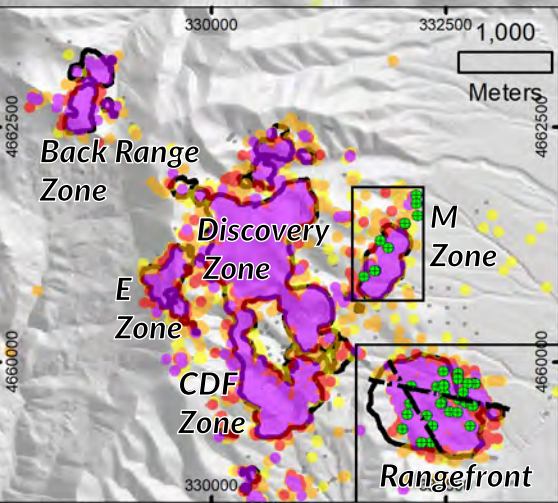 330000
332500
1,000
Meters
4662500
4662500
Back Range
Zone
Discovery
Zone
M
Zone
E
Zone
4660000
4660000
CDF
Zone
Rangefront
330000
332500